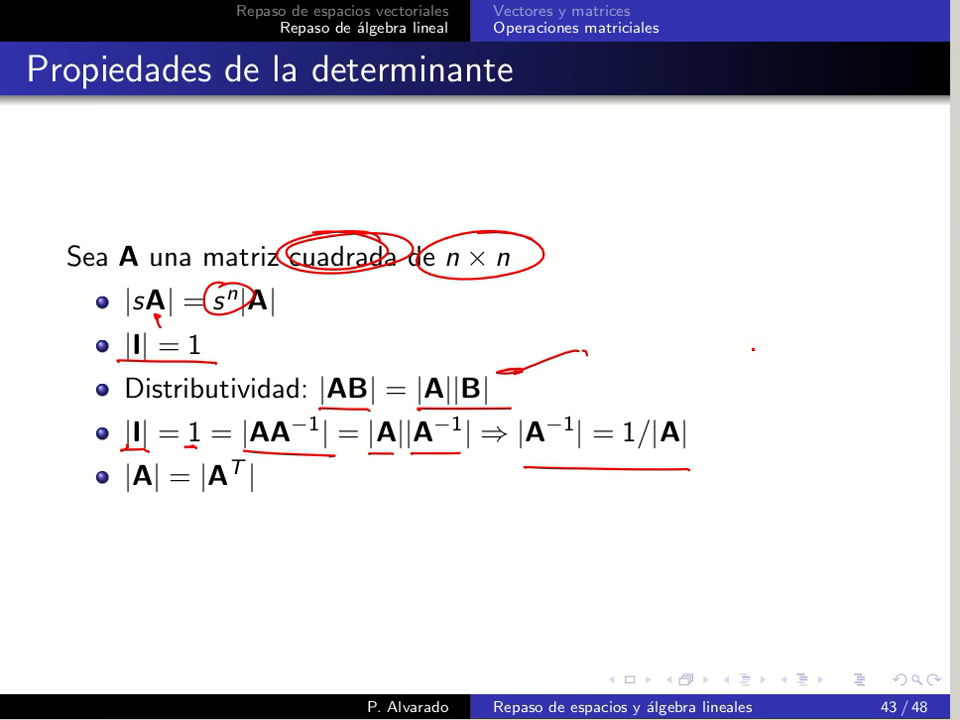 Repaso de espacios vectoriales
Repaso de álgebra lineal
Vectores y matrices
Operaciones matriciales
Propiedades de la determinante
Sea A una matriz cuadrada de n × n
|sA| = sⁿ|A|
|I| = 1
Distributividad: |AB| = |A||B|
|I| = 1 = |AA⁻¹| = |A||A⁻¹| ⇒ |A⁻¹| = 1/|A|
|A| = |Aᵀ|
P. Alvarado
Repaso de espacios y álgebra lineales
43 / 48